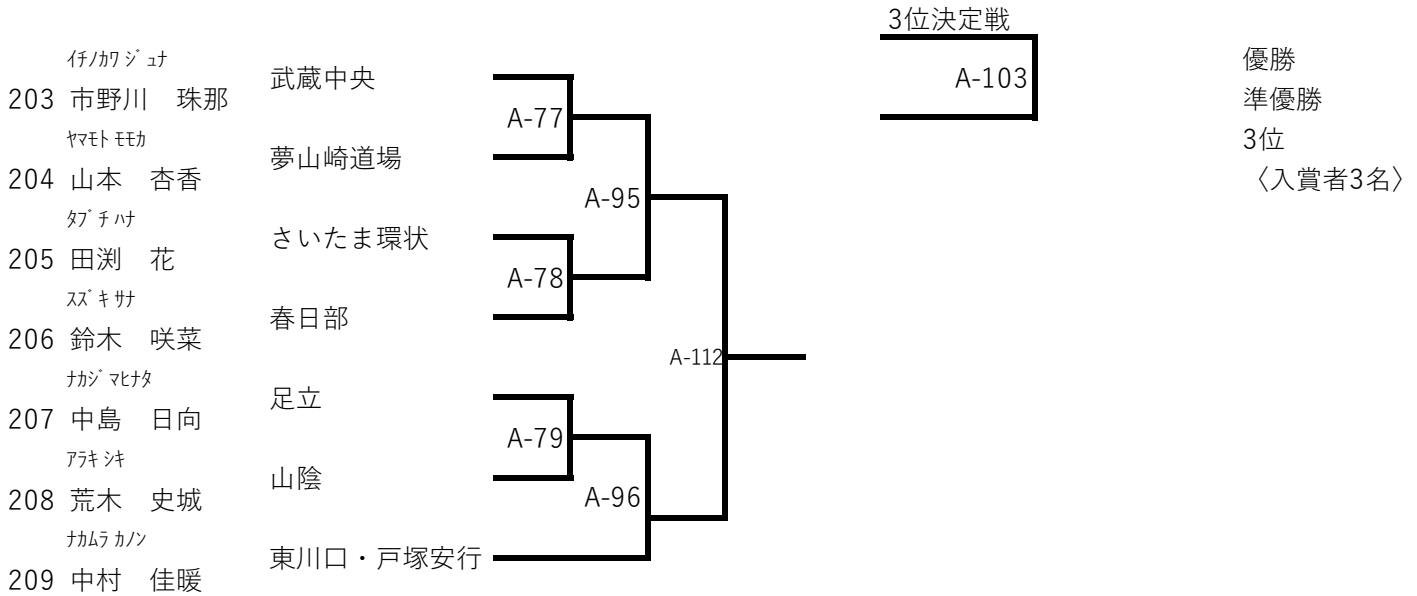 3位決定戦
A-103
優勝
準優勝
3位
〈入賞者3名〉
ｲﾁﾉｶﾜ ｼﾞｭﾅ
203 市野川　珠那 武蔵中央
ﾔﾏﾓﾄ ﾓﾓｶ
204 山本　杏香 夢山崎道場
ﾀﾌﾞﾁ ﾊﾅ
205 田渕　花 さいたま環状
ｽｽﾞｷ ｻﾅ
206 鈴木　咲菜 春日部
ﾅｶｼﾞﾏ ﾋﾅﾀ
207 中島　日向 足立
ｱﾗｷ ｼｷ
208 荒木　史城 山陰
ﾅｶﾑﾗ ｶﾉﾝ
209 中村　佳暖 東川口・戸塚安行
A-77
A-78
A-79
A-95
A-96
A-112